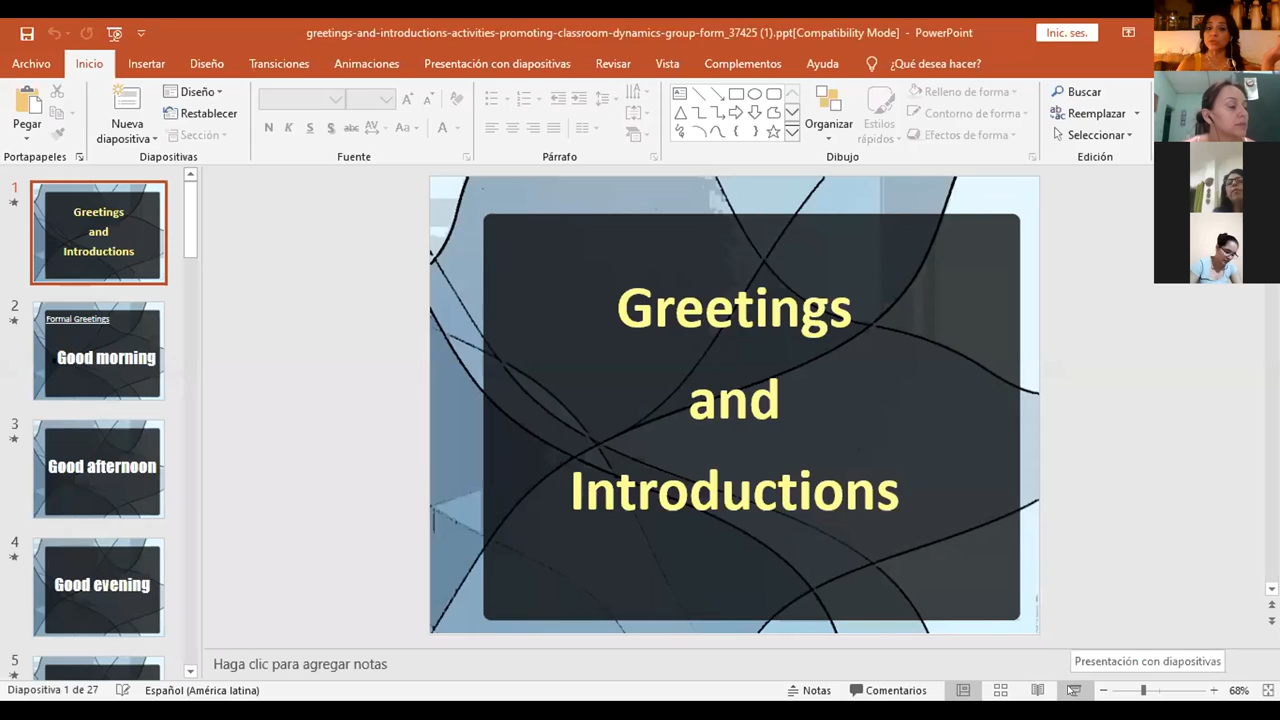 greetings-and-introductions-activities-promoting-classroom-dynamics-group-form_37425 (1).ppt[Compatibility Mode] - PowerPoint
Inic. ses.
Archivo Inicio Insertar Diseño Transiciones Animaciones Presentación con diapositivas Revisar Vista Complementos Ayuda ¿Qué desea hacer?
Pegar
Portapapeles
Nueva
diapositiva
Diseño
Restablecer
Sección
Diapositivas
N K S abc AV Aa A
Fuente
Párrafo
Organizar
Estilos
rápidos
Relleno de forma
Contorno de forma
Efectos de forma
Dibujo
Buscar
Reemplazar
Seleccionar
Edición
1
Greetings
and
Introductions
2
Formal Greetings
Good morning
3
Good afternoon
4
Good evening
5
Greetings
and
Introductions
Haga clic para agregar notas
Presentación con diapositivas
Diapositiva 1 de 27 Español (América latina) Notas Comentarios 68%